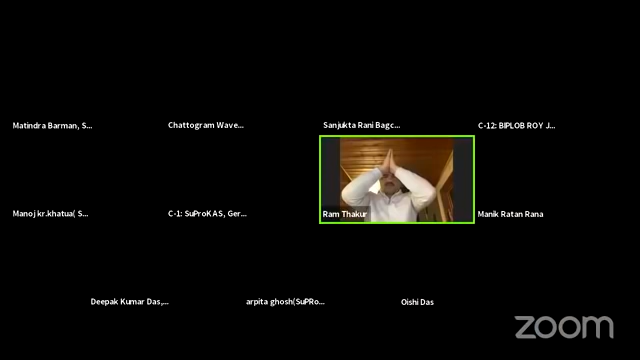 Matindra Barman, S...
Chattogram Wave...
Sanjukta Rani Bagc...
C-12: BIPLOB ROY J...
Manoj kr.khatua( S...
C-1: SuProKAS, Ger...
Ram Thakur
Manik Ratan Rana
Deepak Kumar Das,...
arpita ghosh(SuPRo...
Oishi Das
zoom